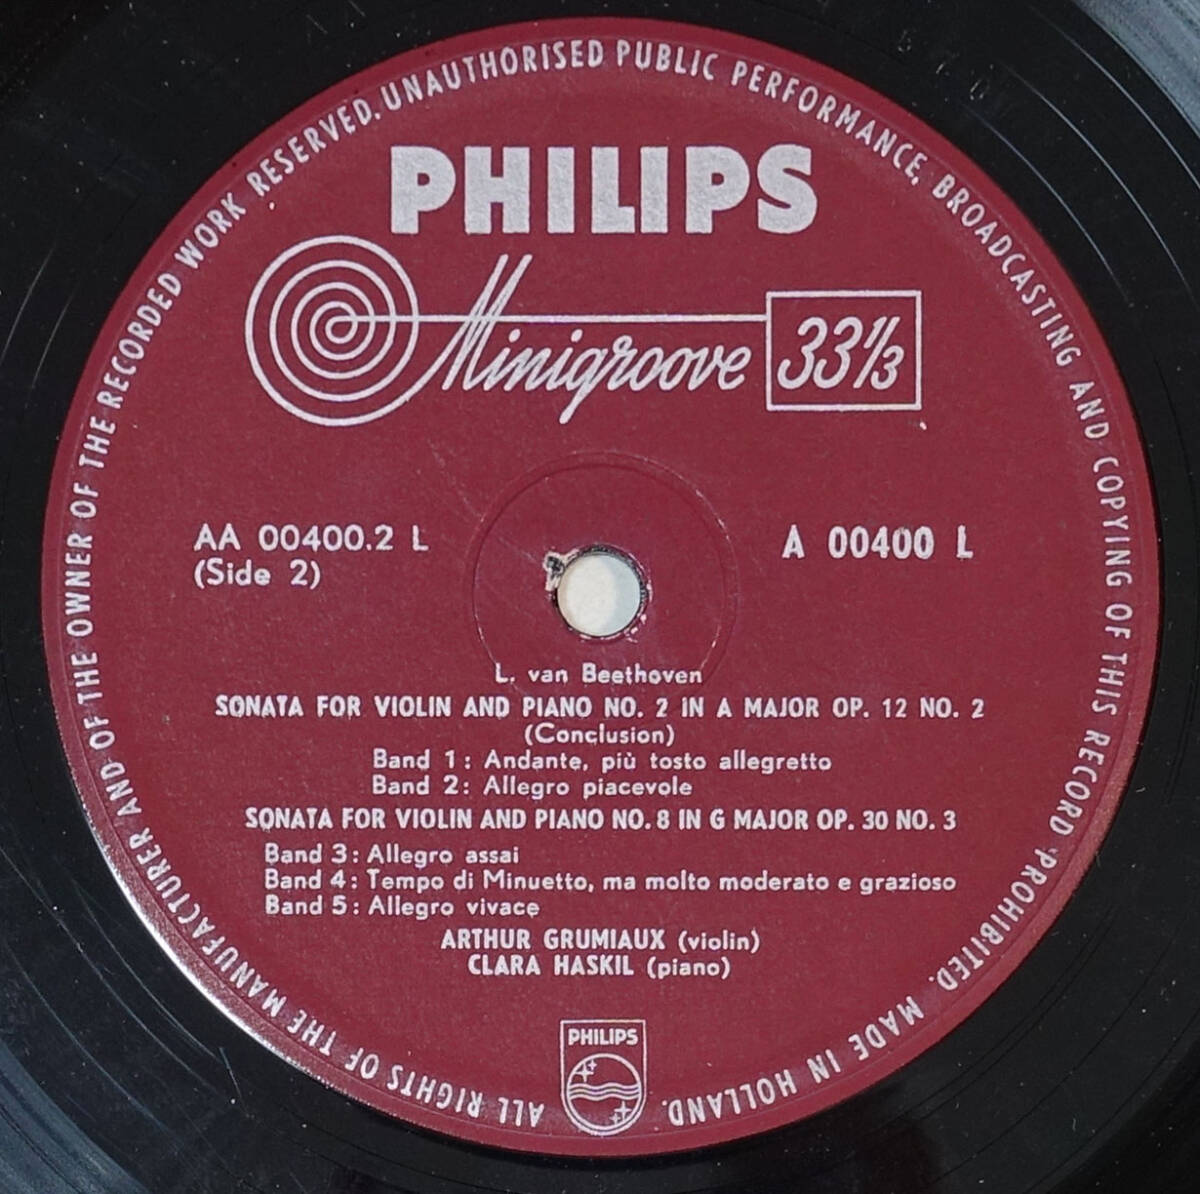 ALL RIGHTS OF THE MANUFACTURER AND OF THE OWNER OF THE RECORDED WORK RESERVED. UNAUTHORISED PUBLIC PERFORMANCE, BROADCASTING AND COPYING OF THIS RECORD PROHIBITED. MADE IN HOLLAND.
PHILIPS
Minigroove 33⅓
AA 00400.2 L
(Side 2)
A 00400 L
L. van Beethoven
SONATA FOR VIOLIN AND PIANO NO. 2 IN A MAJOR OP. 12 NO. 2
(Conclusion)
Band 1: Andante, più tosto allegretto
Band 2: Allegro piacevole
SONATA FOR VIOLIN AND PIANO NO. 8 IN G MAJOR OP. 30 NO. 3
Band 3: Allegro assai
Band 4: Tempo di Minuetto, ma molto moderato e grazioso
Band 5: Allegro vivace
ARTHUR GRUMIAUX (violin)
CLARA HASKIL (piano)
PHILIPS